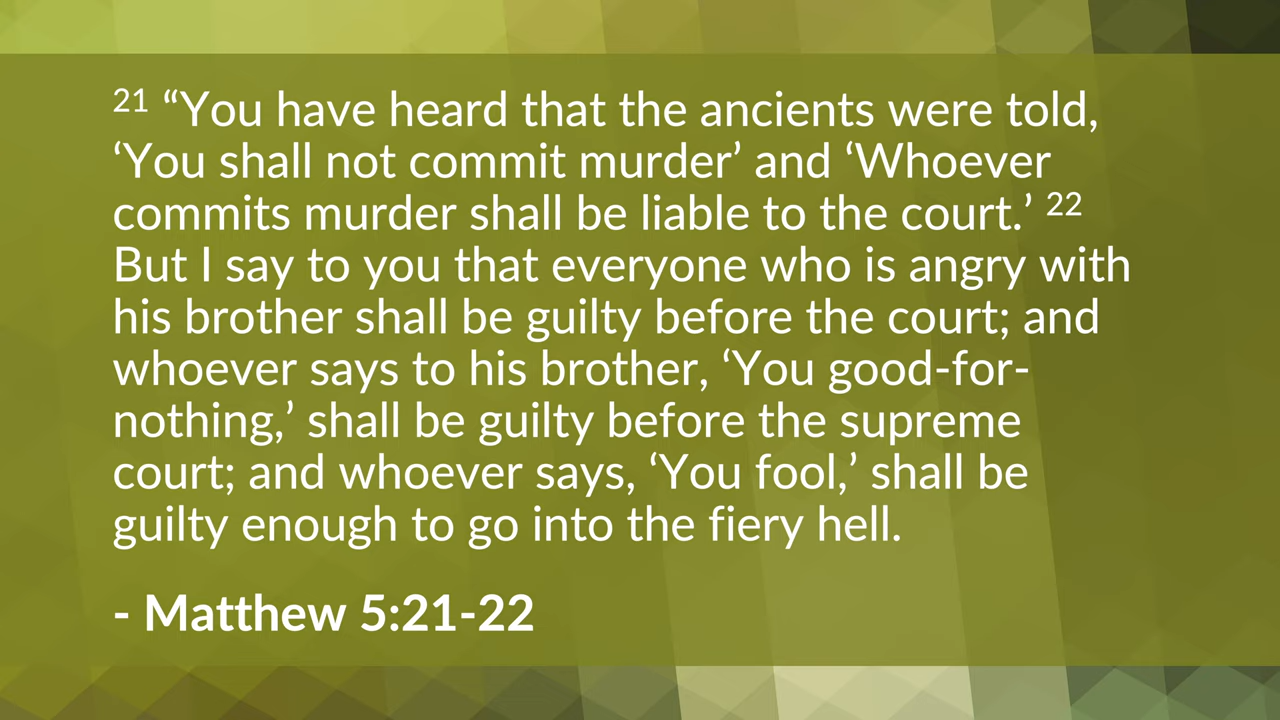 21 “You have heard that the ancients were told,
‘You shall not commit murder’ and ‘Whoever
commits murder shall be liable to the court.’ 22
But I say to you that everyone who is angry with
his brother shall be guilty before the court; and
whoever says to his brother, ‘You good-for-
nothing,’ shall be guilty before the supreme
court; and whoever says, ‘You fool,’ shall be
guilty enough to go into the fiery hell.
- Matthew 5:21-22